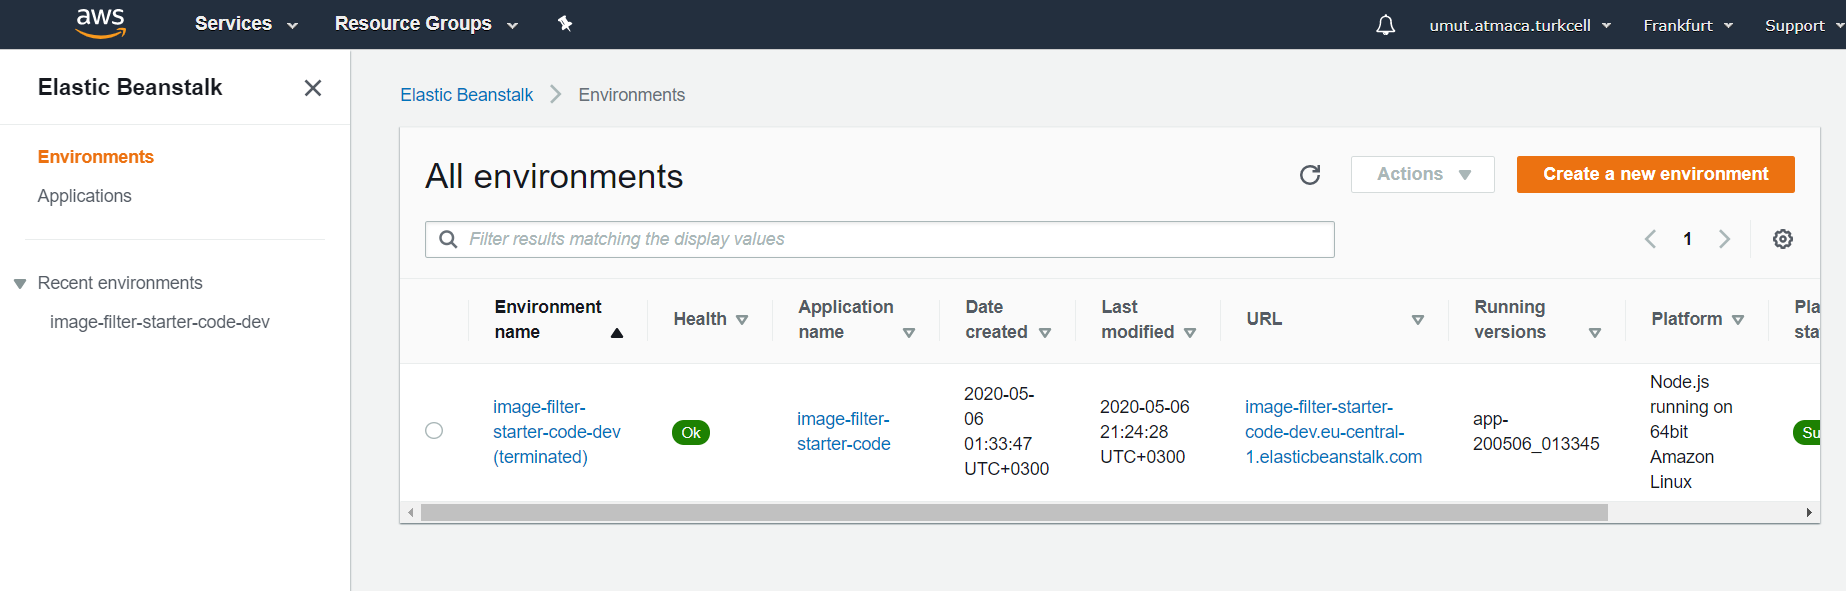 aws
Services
Resource Groups
umut.atmaca.turkcell
Frankfurt
Support
Elastic Beanstalk
Environments
Applications
Recent environments
image-filter-starter-code-dev
Elastic Beanstalk
Environments
All environments
Actions
Create a new environment
Filter results matching the display values
1
Environment
name
Health
Application
name
Date
created
Last
modified
URL
Running
versions
Platform
Pla
sta
image-filter-
starter-code-dev
(terminated)
Ok
image-filter-
starter-code
2020-05-
06
01:33:47
UTC+0300
2020-05-06
21:24:28
UTC+0300
image-filter-starter-
code-dev.eu-central-
1.elasticbeanstalk.com
app-
200506_013345
Node.js
running on
64bit
Amazon
Linux
Su